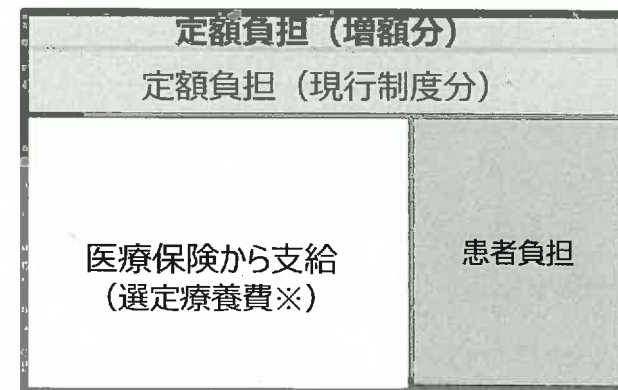 定額負担（増額分）
定額負担（現行制度分）
医療保険から支給
（選定療養費※）
患者負担